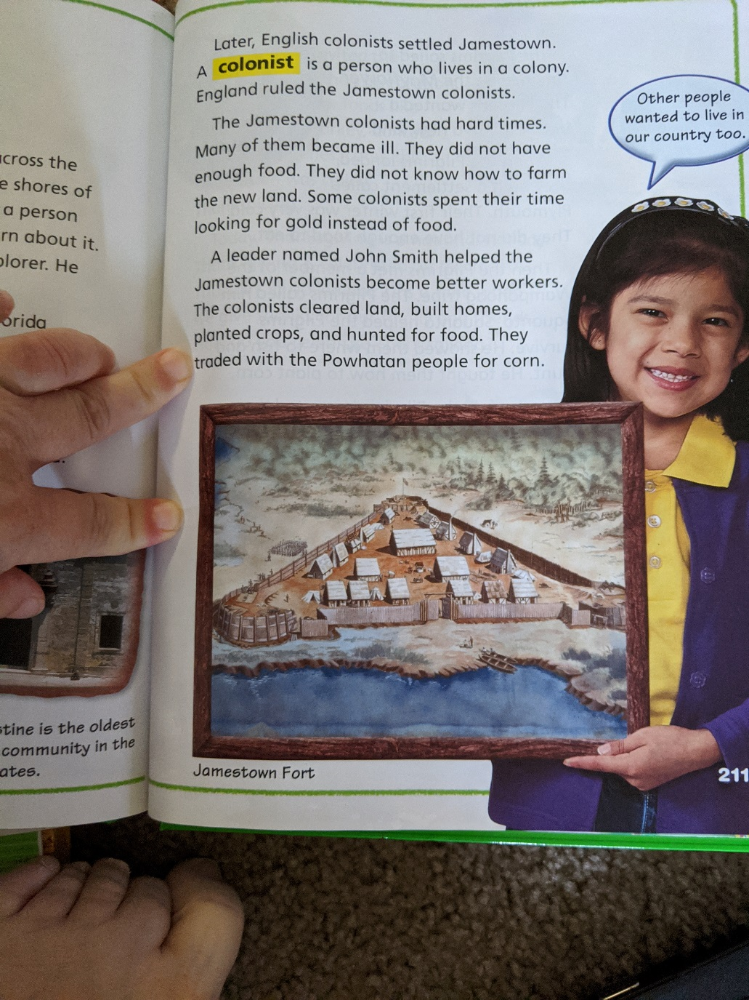 across the
e shores of
a person
rn about it.
plorer. He
orida
stine is the oldest
community in the
ates.
Later, English colonists settled Jamestown.
A colonist is a person who lives in a colony.
England ruled the Jamestown colonists.
The Jamestown colonists had hard times.
Many of them became ill. They did not have
enough food. They did not know how to farm
the new land. Some colonists spent their time
looking for gold instead of food.
A leader named John Smith helped the
Jamestown colonists become better workers.
The colonists cleared land, built homes,
planted crops, and hunted for food. They
traded with the Powhatan people for corn.
Other people
wanted to live in
our country too.
Jamestown Fort
211